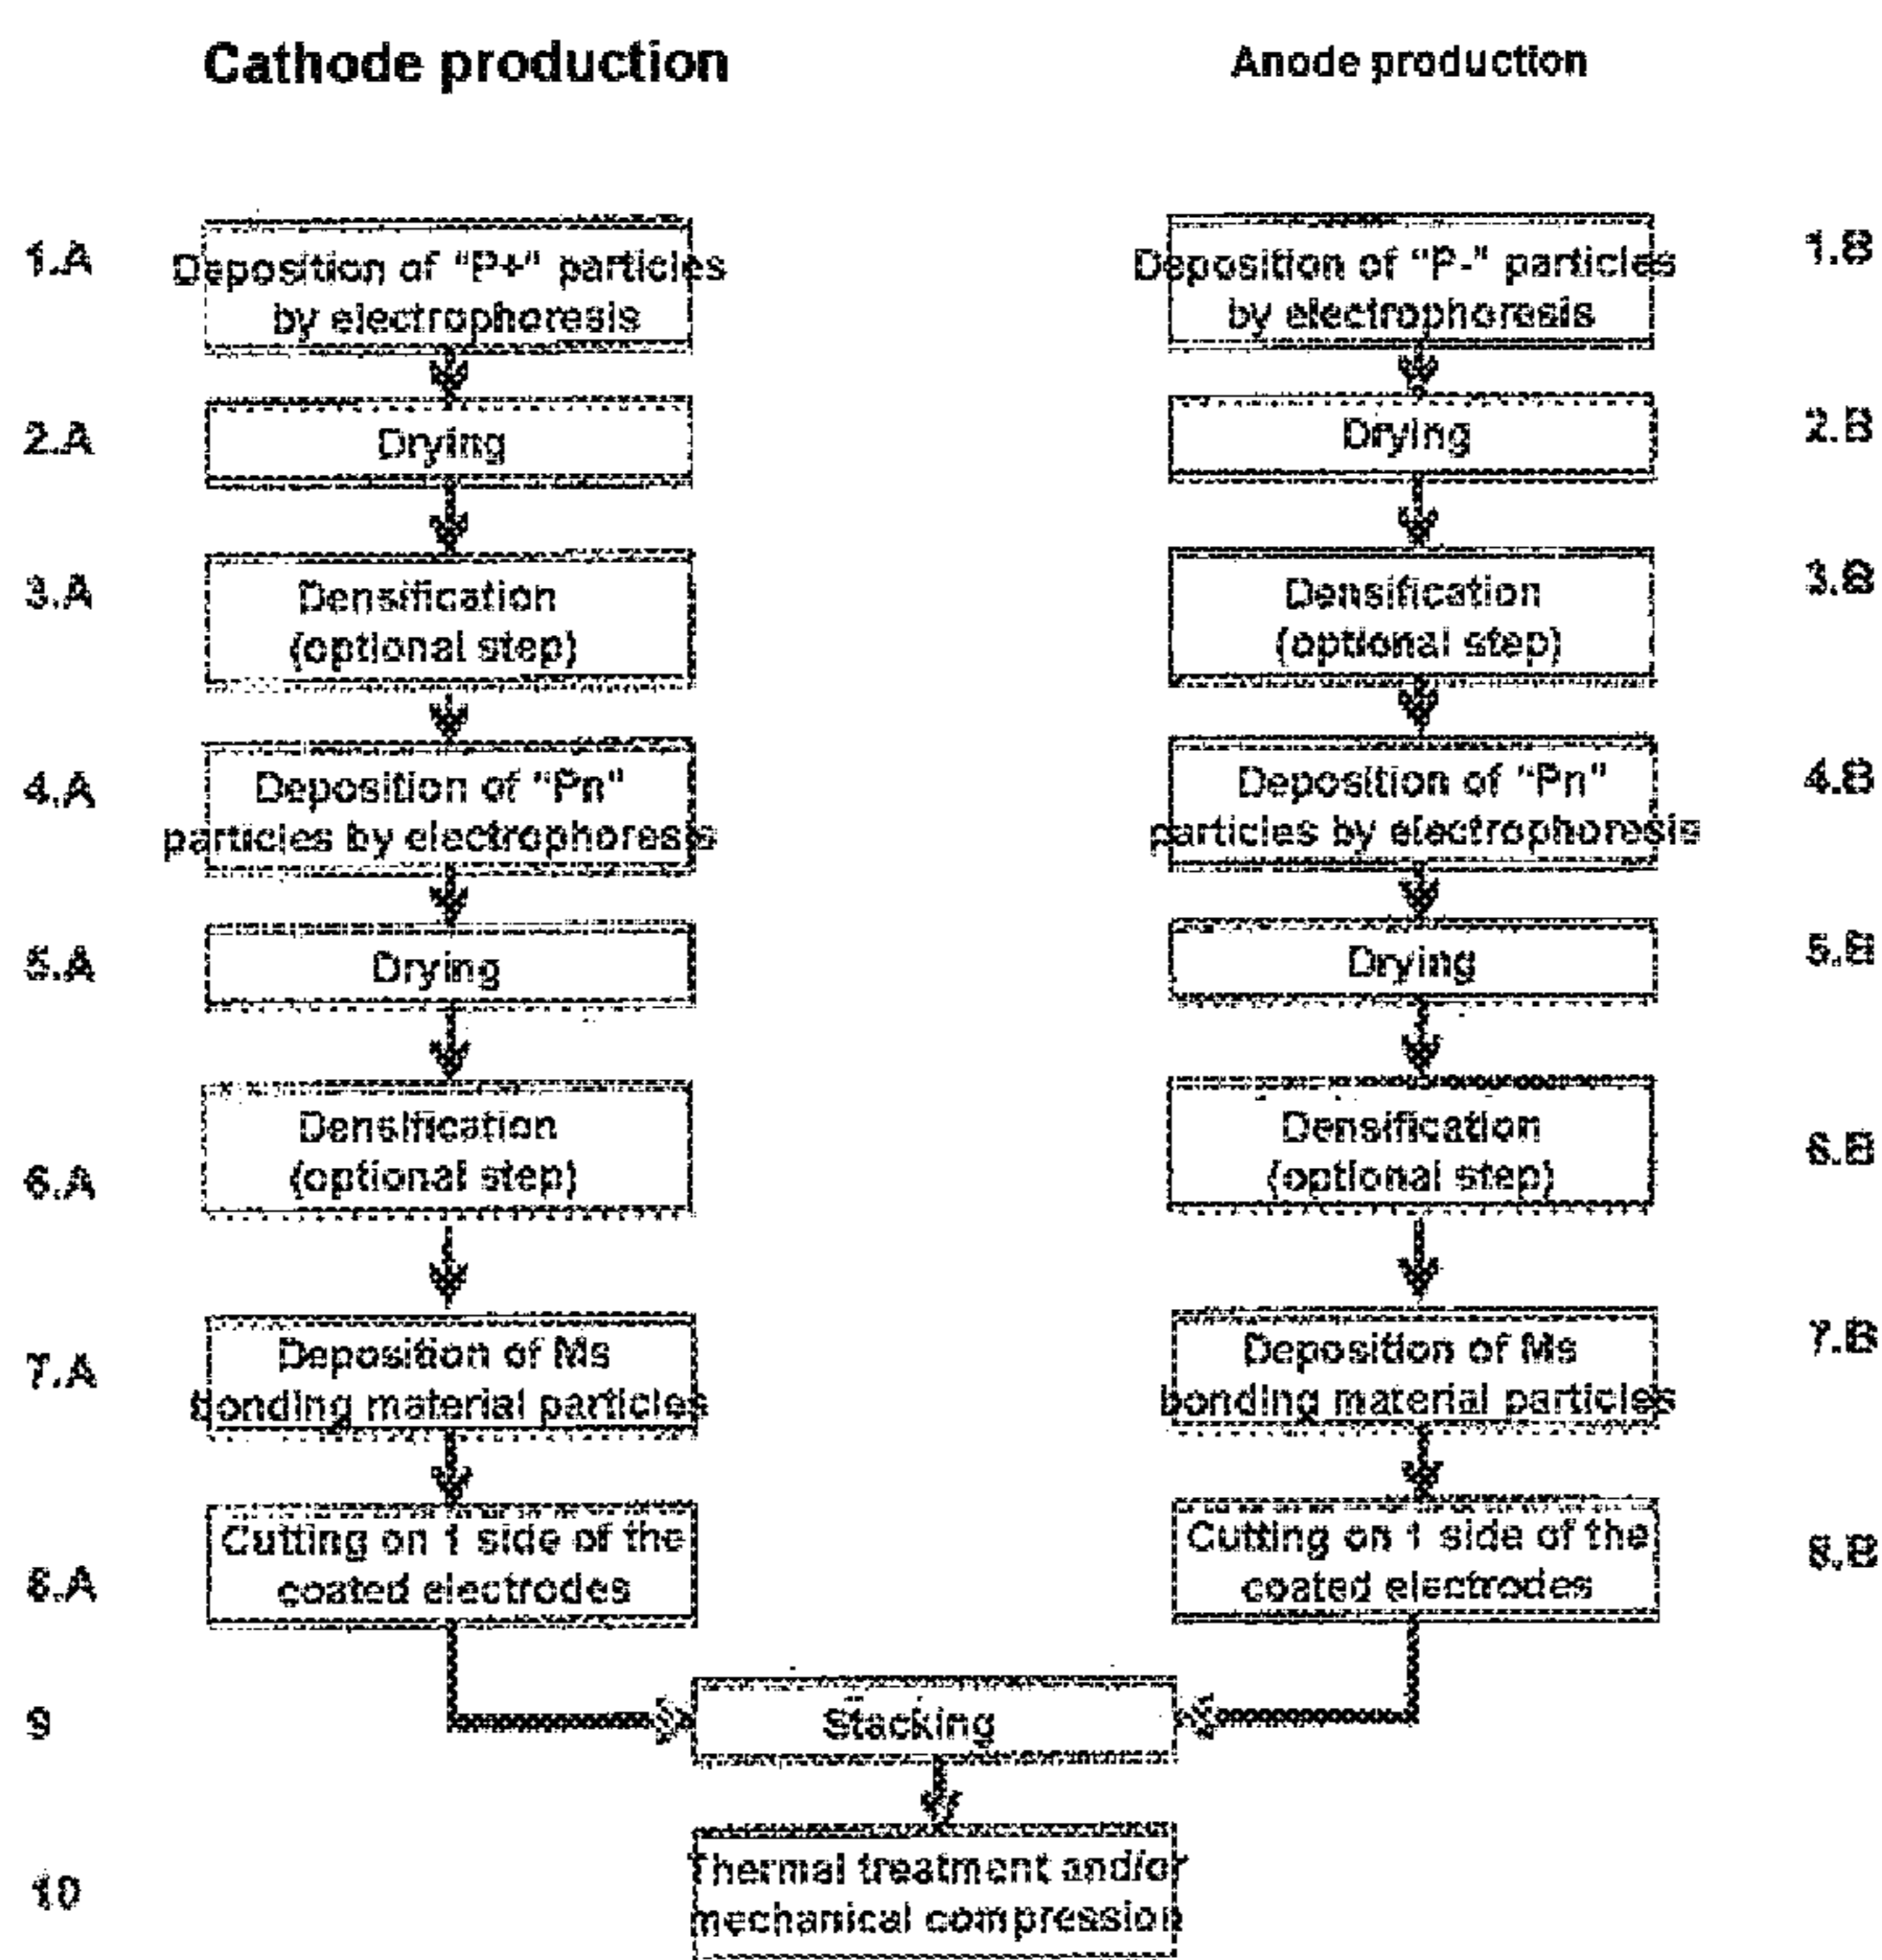 Cathode production
Anode production
1.A
Deposition of "P+" particles
by electrophoresis
Deposition of "P-" particles
by electrophoresis
1.B
2.A
Drying
Drying
2.B
3.A
Densification
(optional step)
Densification
(optional step)
3.B
4.A
Deposition of "Pn"
particles by electrophoresis
Deposition of "Pn"
particles by electrophoresis
4.B
5.A
Drying
Drying
5.B
6.A
Densification
(optional step)
Densification
(optional step)
6.B
7.A
Deposition of Ms
bonding material particles
Deposition of Ms
bonding material particles
7.B
8.A
Cutting on 1 side of the
coated electrodes
Cutting on 1 side of the
coated electrodes
8.B
9
Stacking
10
Thermal treatment and/or
mechanical compression